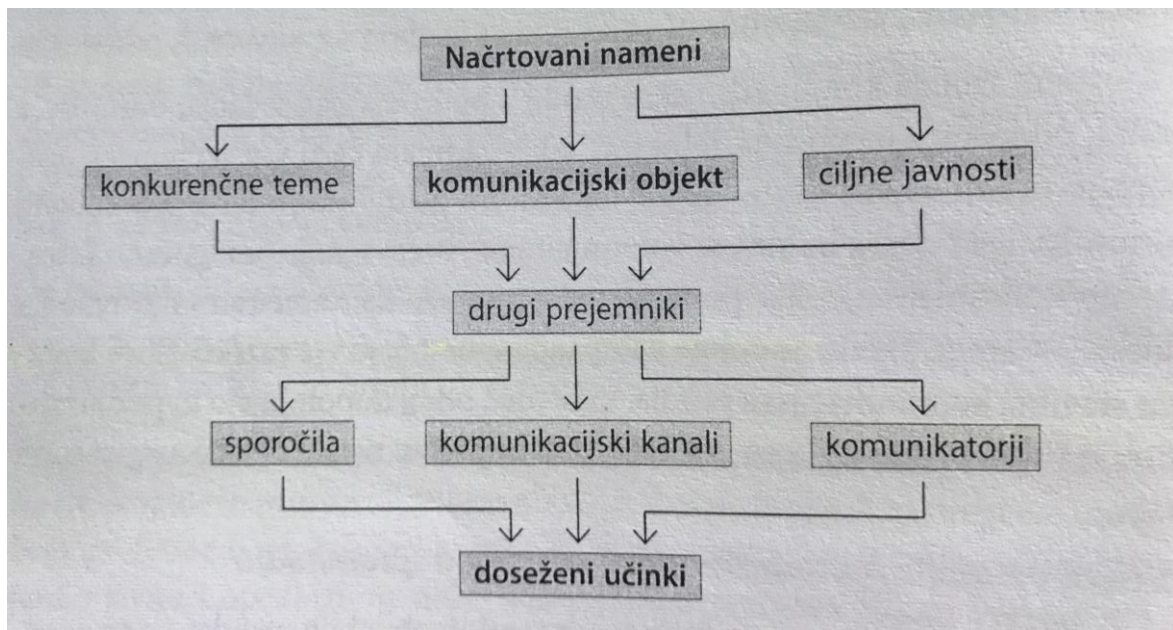 Načrtovani nameni
konkurenčne teme
komunikacijski objekt
ciljne javnosti
drugi prejemniki
sporočila
komunikacijski kanali
komunikatorji
doseženi učinki